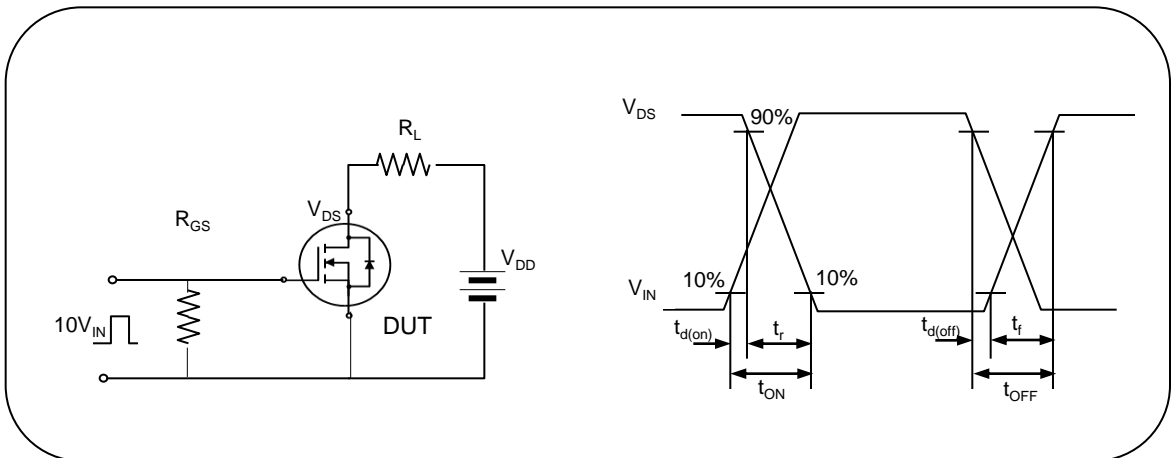 R_L
V_DS
R_GS
V_DD
10V_IN
DUT
V_DS
90%
V_IN
10%
10%
t_d(on)
t_r
t_d(off)
t_f
t_ON
t_OFF